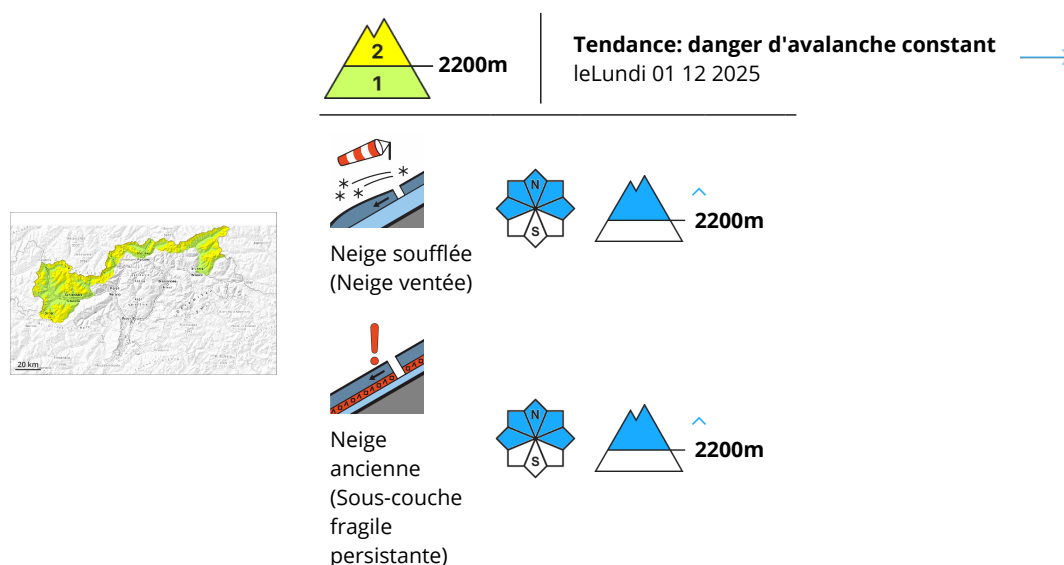 2
1
2200m
Tendance: danger d'avalanche constant
leLundi 01 12 2025
N
S
2200m
Neige soufflée
(Neige ventée)
20 km
N
S
2200m
Neige
ancienne
(Sous-couche
fragile
persistante)